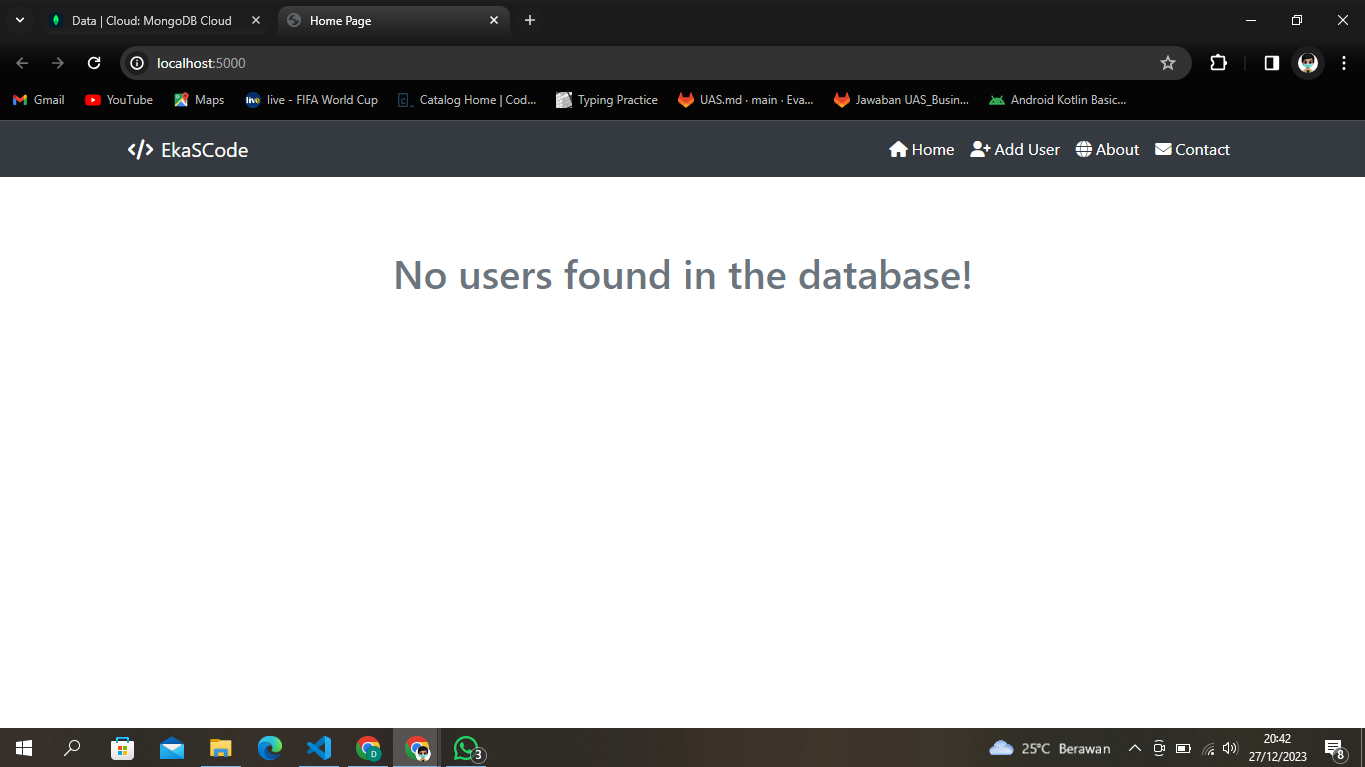 Data | Cloud: MongoDB Cloud
Home Page
localhost:5000
Gmail
YouTube
Maps
live
live - FIFA World Cup
Catalog Home | Cod...
Typing Practice
UAS.md · main · Eva...
Jawaban UAS_Busin...
Android Kotlin Basic...
</> EkaSCode
Home
Add User
About
Contact
No users found in the database!
D
3
25°C Berawan
20:42
27/12/2023
8